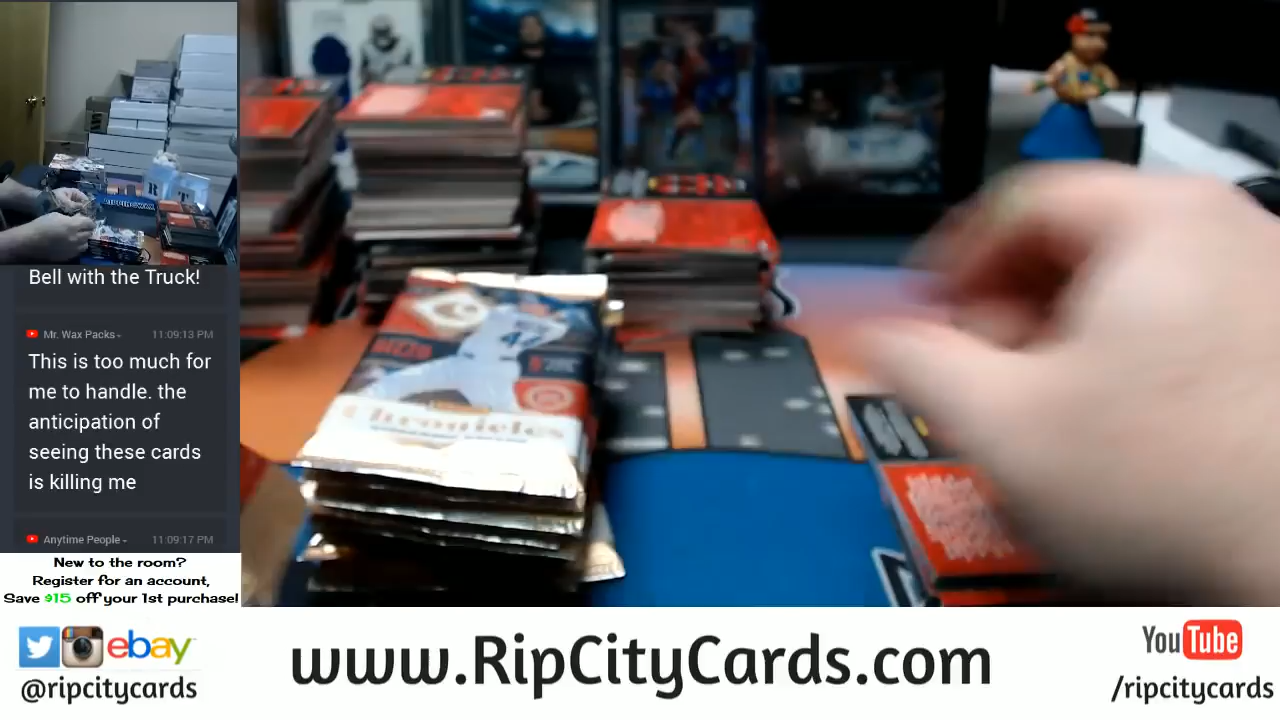 Bell with the Truck!
Mr. Wax Packs
11:09:13 PM
This is too much for
me to handle. the
anticipation of
seeing these cards
is killing me
Anytime People
11:09:17 PM
New to the room?
Register for an account,
Save $15 off your 1st purchase!
Chronicles
ebay
@ripcitycards
www.RipCityCards.com
YouTube
/ripcitycards